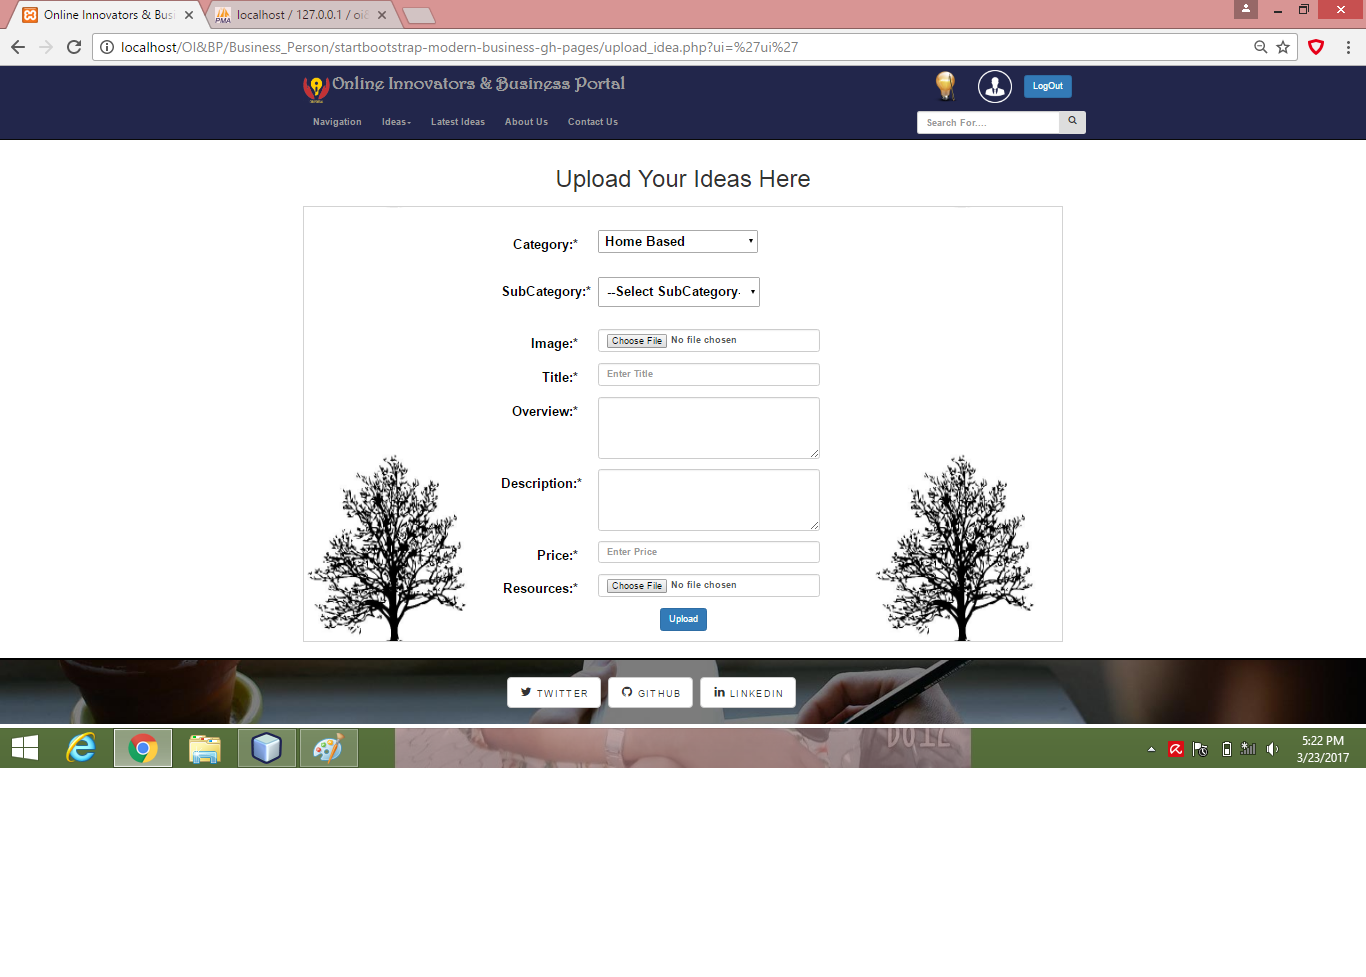 Online Innovators & Busi
localhost / 127.0.0.1 / oi&
localhost/OI&BP/Business_Person/startbootstrap-modern-business-gh-pages/upload_idea.php?ui=%27ui%27
Online Innovators & Business Portal
LogOut
Navigation
Ideas
Latest Ideas
About Us
Contact Us
Search For....
Upload Your Ideas Here
Category:*
Home Based
SubCategory:*
--Select SubCategory-
Image:*
Choose File No file chosen
Title:*
Enter Title
Overview:*
Description:*
Price:*
Enter Price
Resources:*
Choose File No file chosen
Upload
TWITTER
GITHUB
LINKEDIN
5:22 PM
3/23/2017